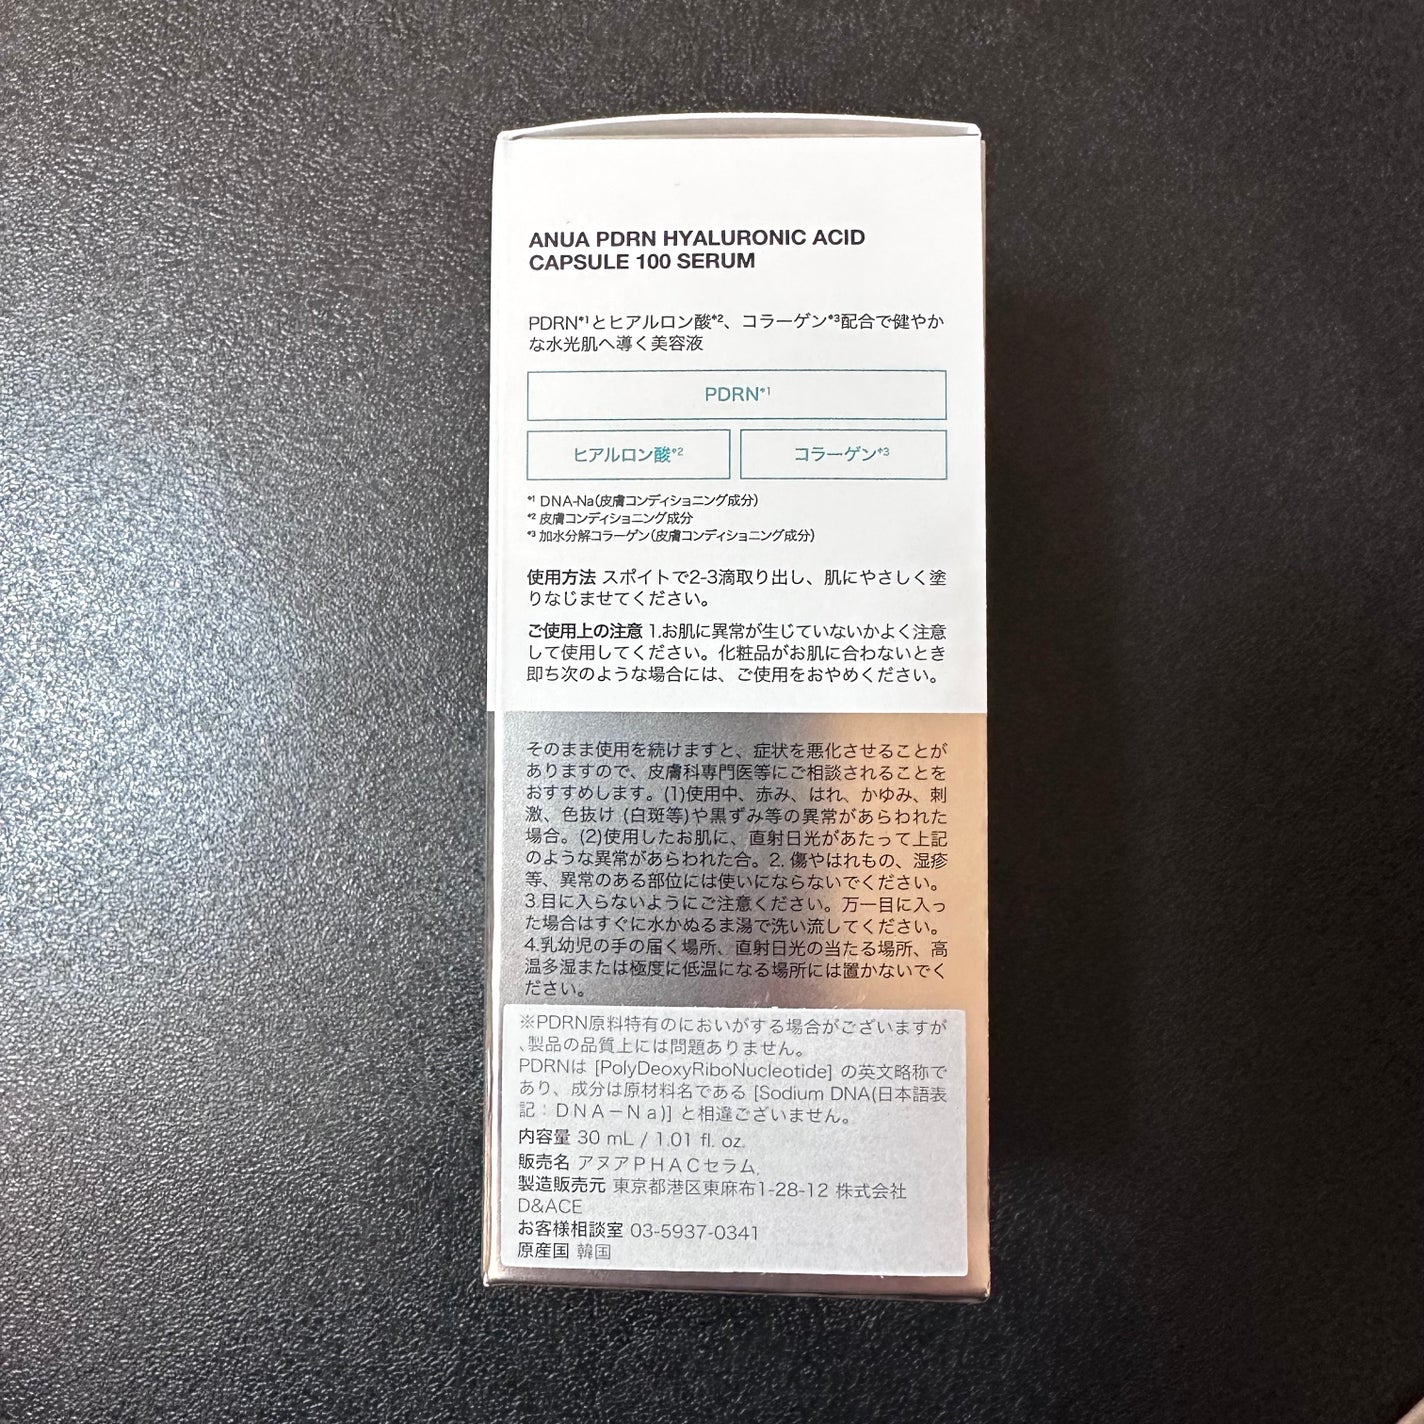 ANUA PDRN HYALURONIC ACID
CAPSULE 100 SERUM
PDRN*1とヒアルロン酸*2、コラーゲン*3配合で健やか
な水光肌へ導く美容液
PDRN*1
ヒアルロン酸*2
コラーゲン*3
*1 DNA-Na(皮膚コンディショニング成分)
*2 皮膚コンディショニング成分
*3 加水分解コラーゲン(皮膚コンディショニング成分)
使用方法 スポイトで2-3滴取り出し、肌にやさしく塗
りなじませてください。
ご使用上の注意 1.お肌に異常が生じていないかよく注意
して使用してください。化粧品がお肌に合わないとき
即ち次のような場合には、ご使用をおやめください。
そのまま使用を続けますと、症状を悪化させることが
ありますので、皮膚科専門医等にご相談されることを
おすすめします。(1)使用中、赤み、はれ、かゆみ、刺
激、色抜け (白斑等)や黒ずみ等の異常があらわれた
場合。(2)使用したお肌に、直射日光があたって上記
のような異常があらわれた合。2. 傷やはれもの、湿疹
等、異常のある部位には使いにならないでください。
3.目に入らないようにご注意ください。万一目に入っ
た場合はすぐに水かぬるま湯で洗い流してください。
4.乳幼児の手の届く場所、直射日光の当たる場所、高
温多湿または極度に低温になる場所には置かないでく
ださい。
※PDRN原料特有のにおいがする場合がございますが
、製品の品質上には問題ありません。
PDRNは [PolyDeoxyRiboNucleotide] の英文略称で
あり、成分は原材料名である [Sodium DNA(日本語表
記：ＤＮＡ－Ｎａ)] と相違ございません。
内容量 30 mL / 1.01 fl. oz.
販売名 アヌアＰＨＡＣセラム
製造販売元 東京都港区東麻布1-28-12 株式会社
D&ACE
お客様相談室 03-5937-0341
原産国 韓国